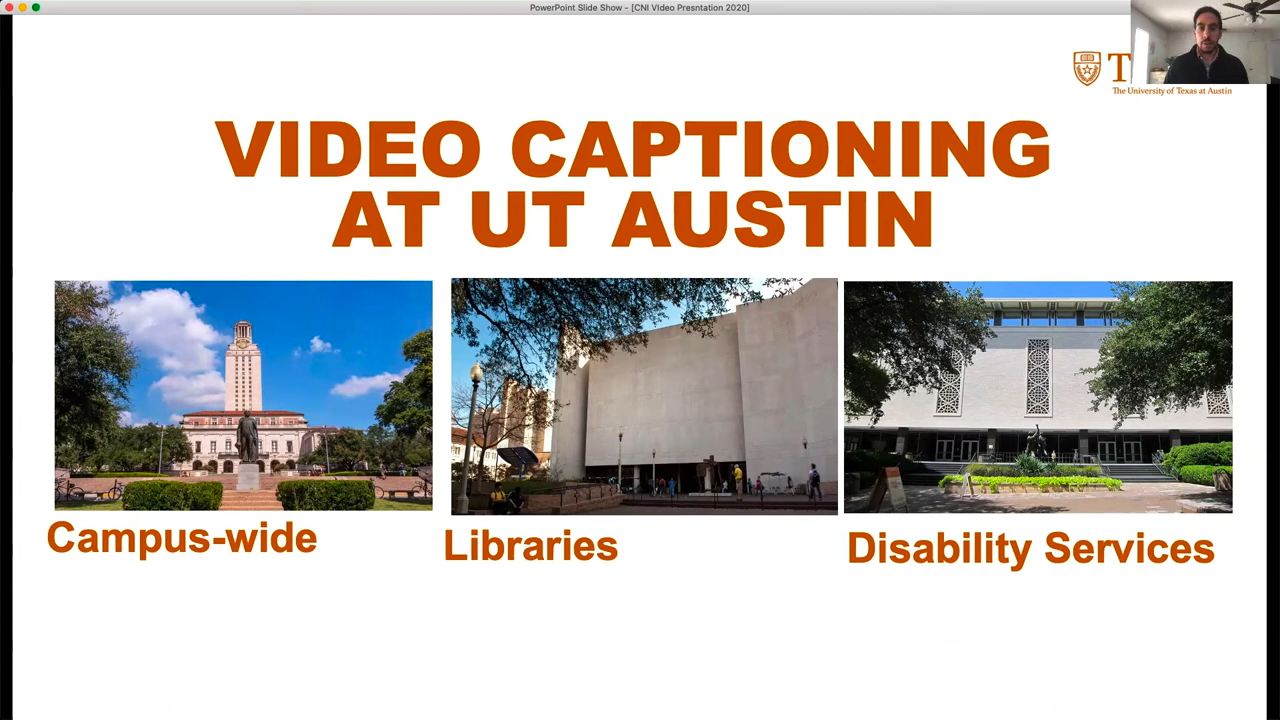 PowerPoint Slide Show - [CNI VIdeo Presntation 2020]
The University of Texas at Austin
VIDEO CAPTIONING
AT UT AUSTIN
Campus-wide
Libraries
Disability Services